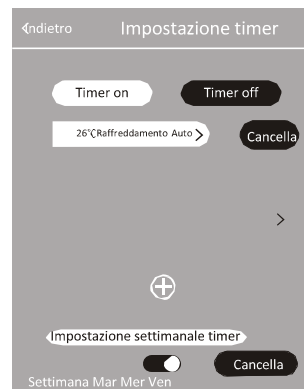 Indietro Impostazione timer
Timer on Timer off
26℃Raffreddamento Auto > Cancella
>
Impostazione settimanale timer
Cancella
Settimana Mar Mer Ven